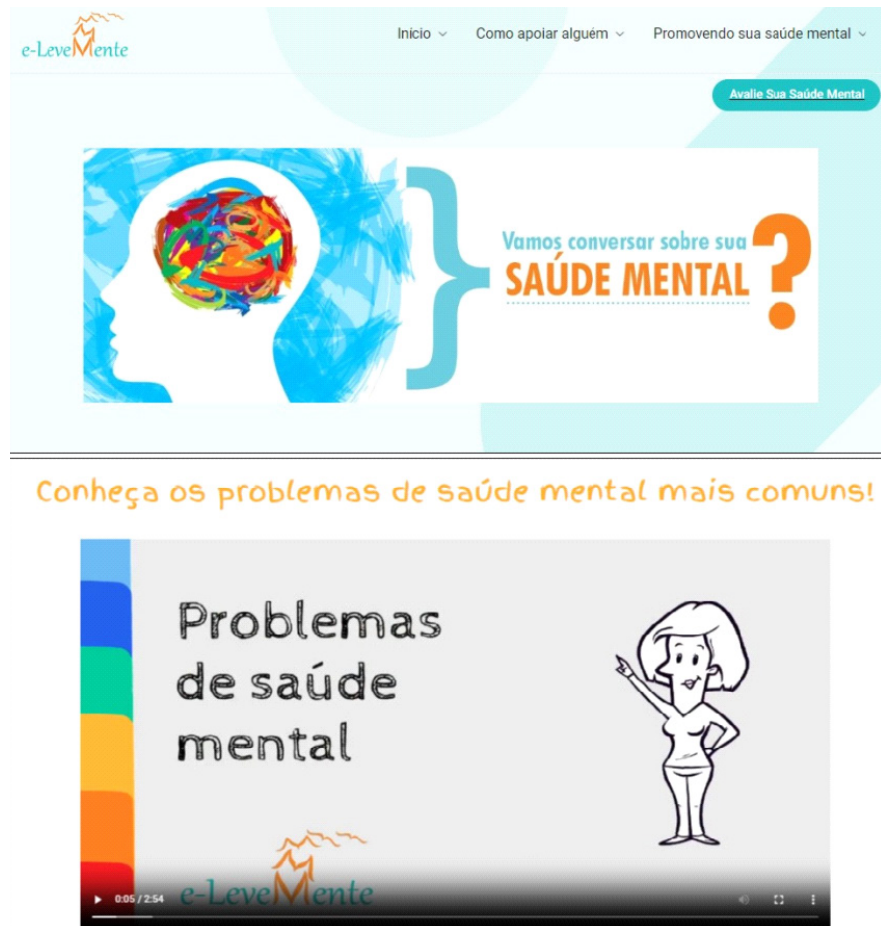 e-LeveMente
Início
Como apoiar alguém
Promovendo sua saúde mental
Avalie Sua Saúde Mental
Vamos conversar sobre sua
SAÚDE MENTAL ?
Conheça os problemas de saúde mental mais comuns!
Problemas
de saúde
mental
e-LeveMente
0:05 / 2:54